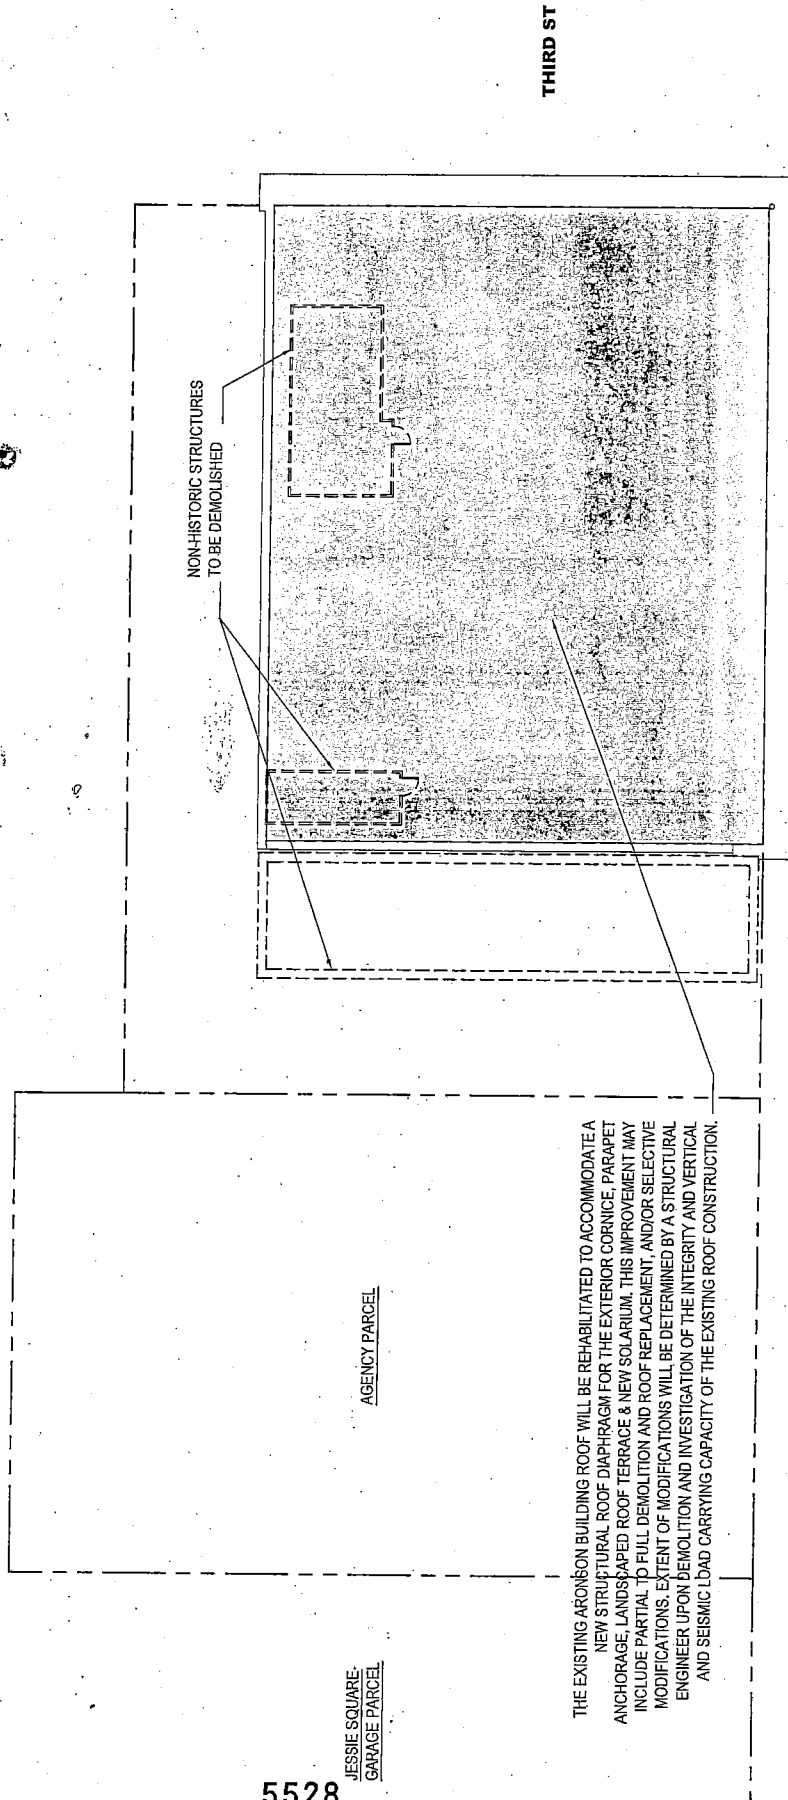 THIRD ST
NON-HISTORIC STRUCTURES
TO BE DEMOLISHED
THE EXISTING ARONSON BUILDING ROOF WILL BE REHABILITATED TO ACCOMMODATE A
NEW STRUCTURAL ROOF DIAPHRAGM FOR THE EXTERIOR CORNICE, PARAPET
ANCHORAGE, LANDSCAPED ROOF TERRACE & NEW SOLARIUM. THIS IMPROVEMENT MAY
INCLUDE PARTIAL TO FULL DEMOLITION AND ROOF REPLACEMENT, AND/OR SELECTIVE
MODIFICATIONS. EXTENT OF MODIFICATIONS WILL BE DETERMINED BY A STRUCTURAL
ENGINEER UPON DEMOLITION AND INVESTIGATION OF THE INTEGRITY AND VERTICAL
AND SEISMIC LOAD CARRYING CAPACITY OF THE EXISTING ROOF CONSTRUCTION.
AGENCY PARCEL
JESSIE SQUARE-
GARAGE PARCEL
5528